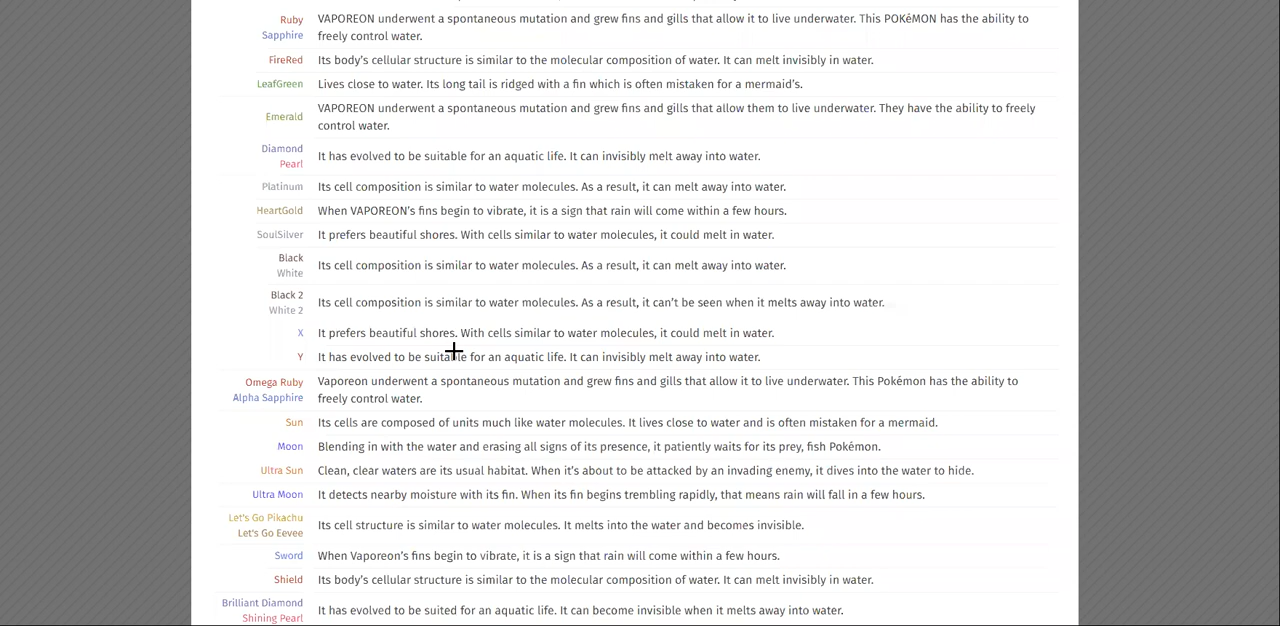 Ruby
Sapphire
VAPOREON underwent a spontaneous mutation and grew fins and gills that allow it to live underwater. This POKéMON has the ability to
freely control water.
FireRed
Its body's cellular structure is similar to the molecular composition of water. It can melt invisibly in water.
LeafGreen
Lives close to water. Its long tail is ridged with a fin which is often mistaken for a mermaid's.
Emerald
VAPOREON underwent a spontaneous mutation and grew fins and gills that allow them to live underwater. They have the ability to freely
control water.
Diamond
Pearl
It has evolved to be suitable for an aquatic life. It can invisibly melt away into water.
Platinum
Its cell composition is similar to water molecules. As a result, it can melt away into water.
HeartGold
When VAPOREON's fins begin to vibrate, it is a sign that rain will come within a few hours.
SoulSilver
It prefers beautiful shores. With cells similar to water molecules, it could melt in water.
Black
White
Its cell composition is similar to water molecules. As a result, it can melt away into water.
Black 2
White 2
Its cell composition is similar to water molecules. As a result, it can't be seen when it melts away into water.
X
It prefers beautiful shores. With cells similar to water molecules, it could melt in water.
Y
It has evolved to be suitable for an aquatic life. It can invisibly melt away into water.
Omega Ruby
Alpha Sapphire
Vaporeon underwent a spontaneous mutation and grew fins and gills that allow it to live underwater. This Pokémon has the ability to
freely control water.
Sun
Its cells are composed of units much like water molecules. It lives close to water and is often mistaken for a mermaid.
Moon
Blending in with the water and erasing all signs of its presence, it patiently waits for its prey, fish Pokémon.
Ultra Sun
Clean, clear waters are its usual habitat. When it's about to be attacked by an invading enemy, it dives into the water to hide.
Ultra Moon
It detects nearby moisture with its fin. When its fin begins trembling rapidly, that means rain will fall in a few hours.
Let's Go Pikachu
Let's Go Eevee
Its cell structure is similar to water molecules. It melts into the water and becomes invisible.
Sword
When Vaporeon's fins begin to vibrate, it is a sign that rain will come within a few hours.
Shield
Its body's cellular structure is similar to the molecular composition of water. It can melt invisibly in water.
Brilliant Diamond
Shining Pearl
It has evolved to be suited for an aquatic life. It can become invisible when it melts away into water.